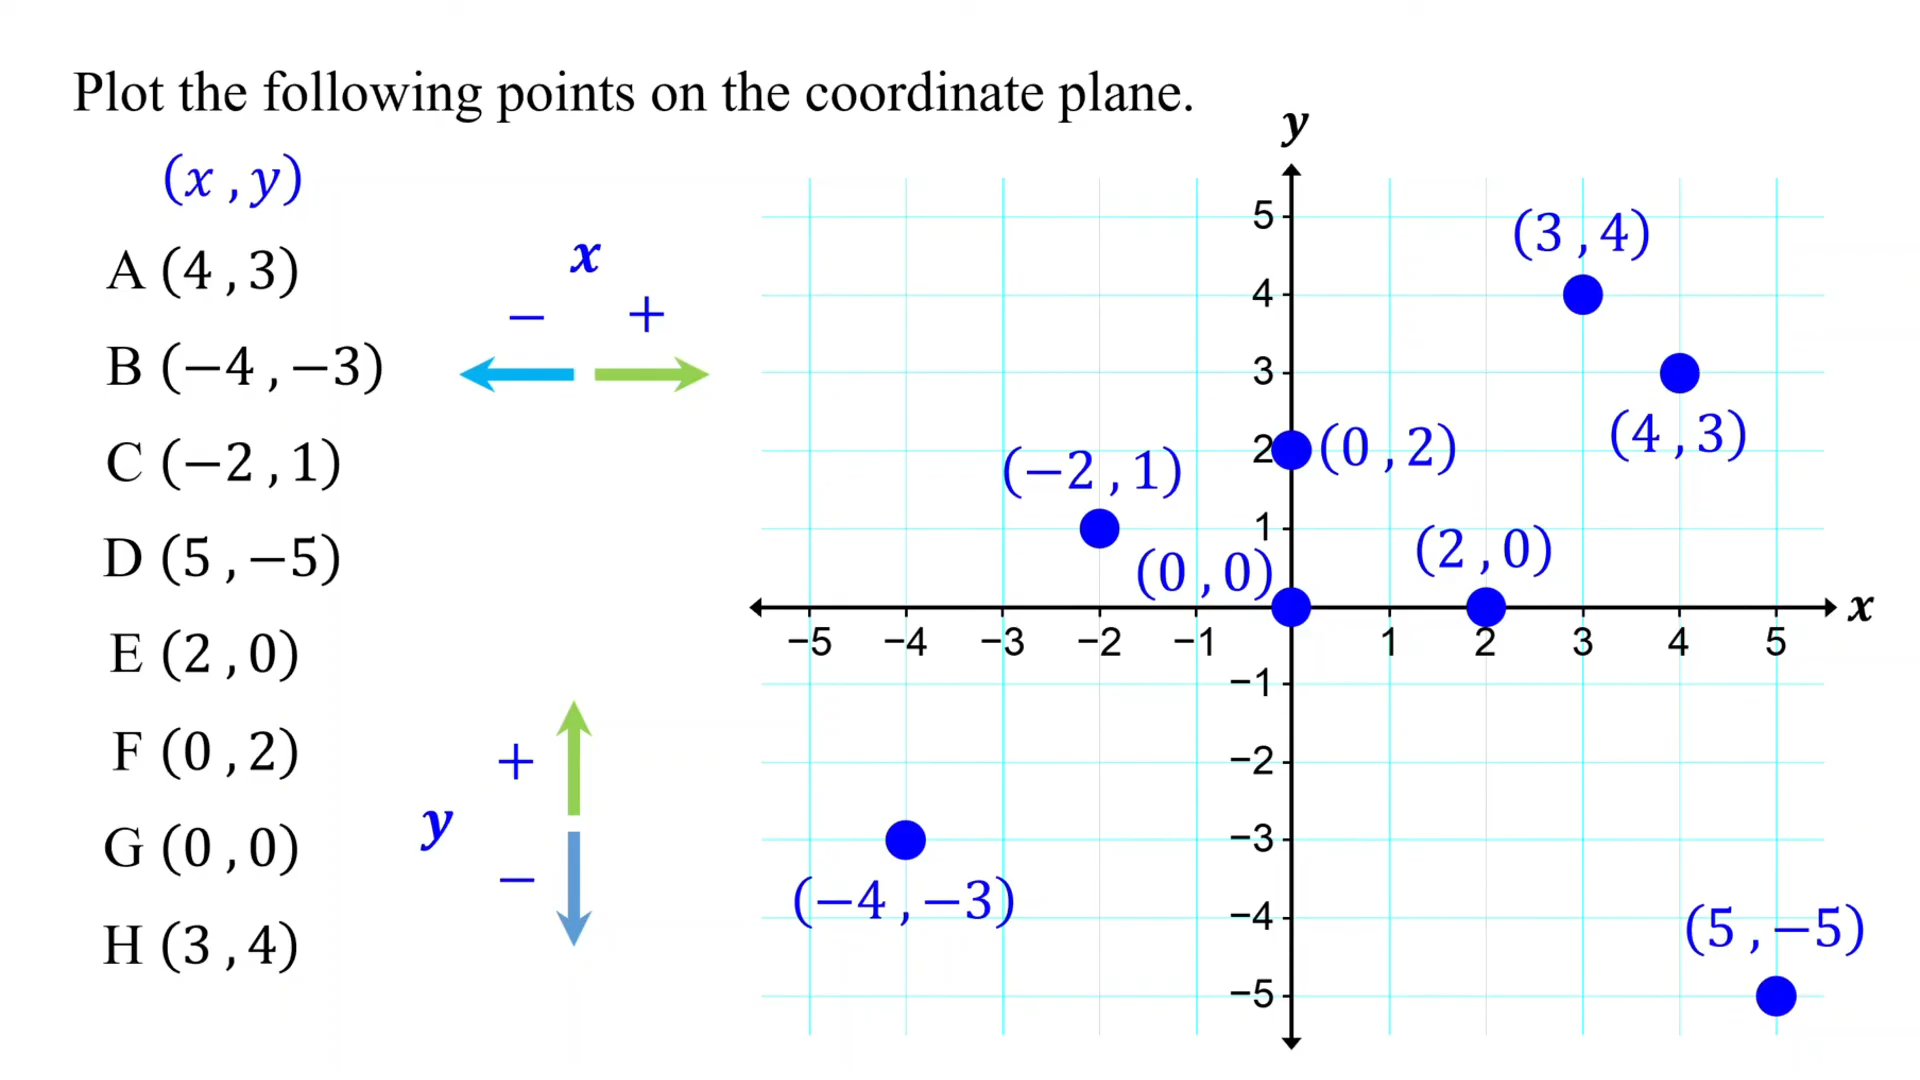 Plot the following points on the coordinate plane.
(x , y)
A (4 , 3)
B (−4 , −3)
C (−2 , 1)
D (5 , −5)
E (2 , 0)
F (0 , 2)
G (0 , 0)
H (3 , 4)
x
− +
+
y
−
y
5
(3 , 4)
4
3
(4 , 3)
2 (0 , 2)
(−2 , 1)
1
(2 , 0)
(0 , 0)
x
−5 −4 −3 −2 −1 1 2 3 4 5
−1
−2
−3
(−4 , −3)
−4
(5 , −5)
−5